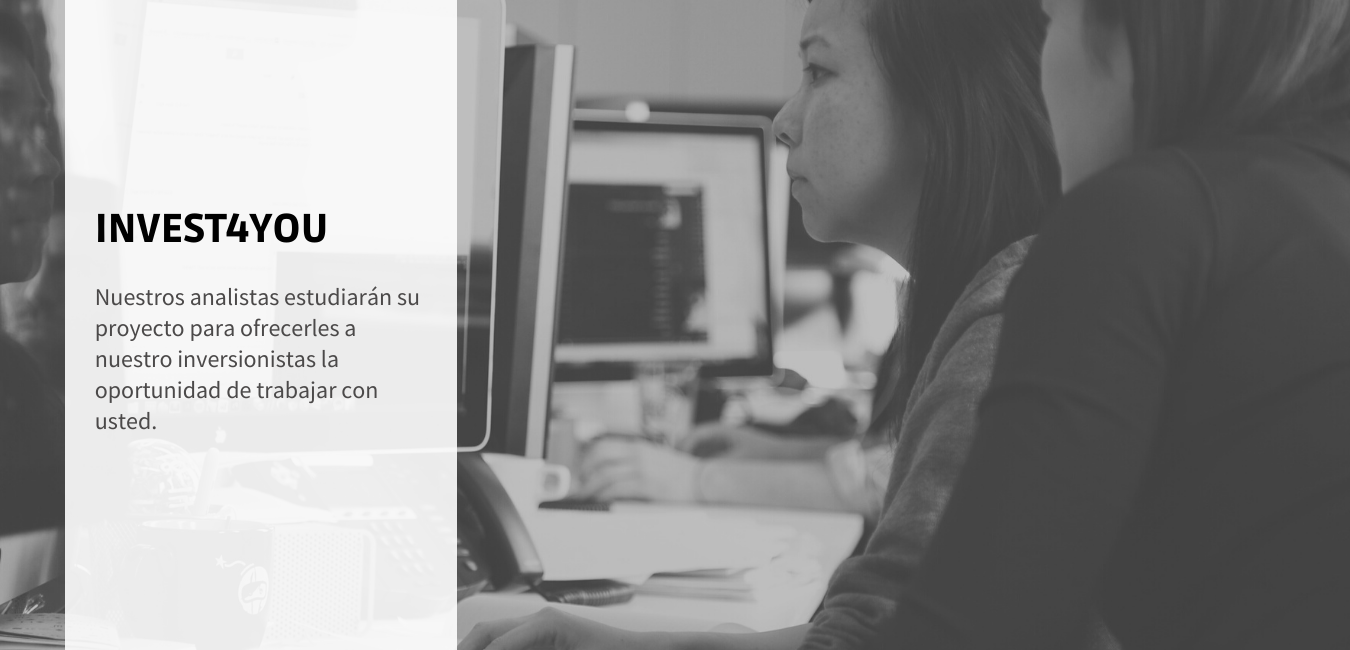 INVEST4YOU
Nuestros analistas estudiarán su
proyecto para ofrecerles a
nuestro inversionistas la
oportunidad de trabajar con
usted.